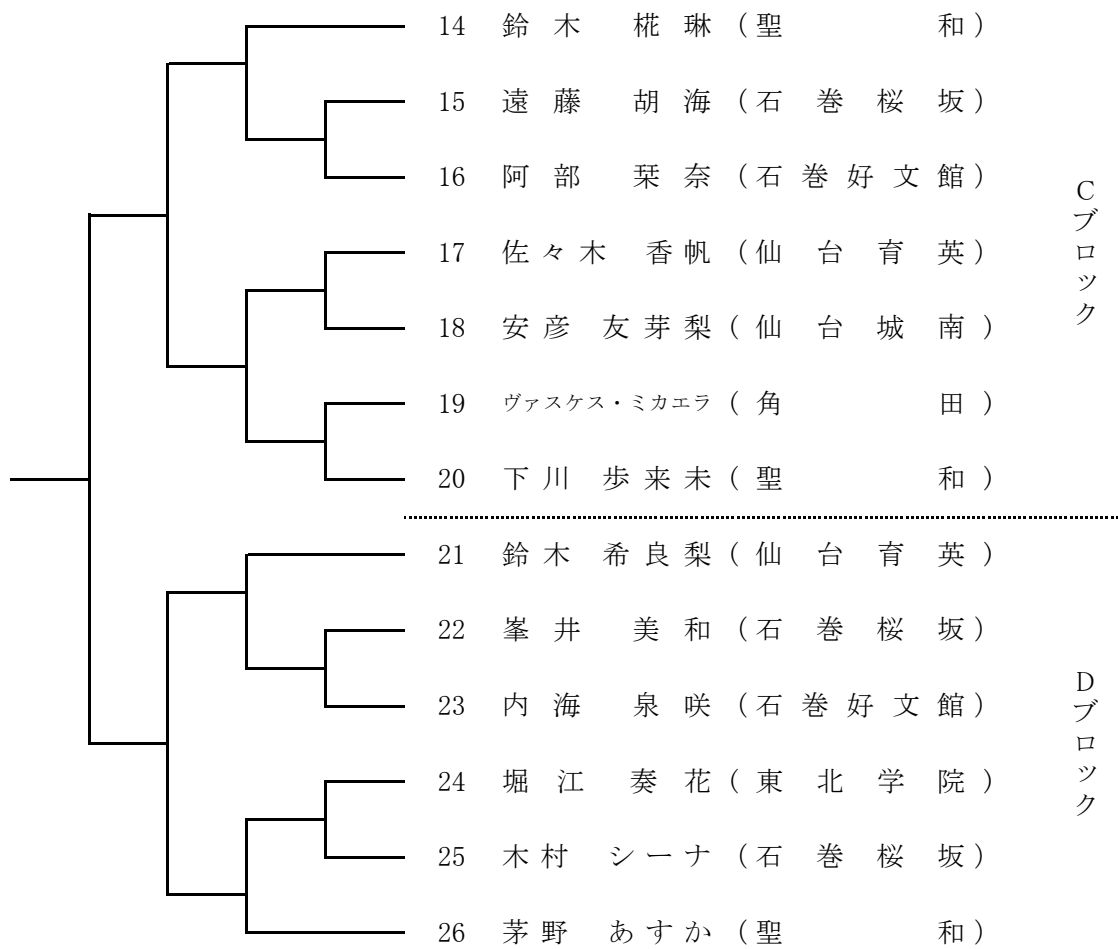 14 鈴木 椛琳 (聖和)
15 遠藤 胡海 (石巻桜坂)
16 阿部 栞奈 (石巻好文館)
17 佐々木 香帆 (仙台育英)
18 安彦 友芽梨 (仙台城南)
19 ヴァスケス・ミカエラ (角田)
20 下川 歩来未 (聖和)
Cブロック
21 鈴木 希良梨 (仙台育英)
22 峯井 美和 (石巻桜坂)
23 内海 泉咲 (石巻好文館)
24 堀江 奏花 (東北学院)
25 木村 シーナ (石巻桜坂)
26 茅野 あすか (聖和)
Dブロック